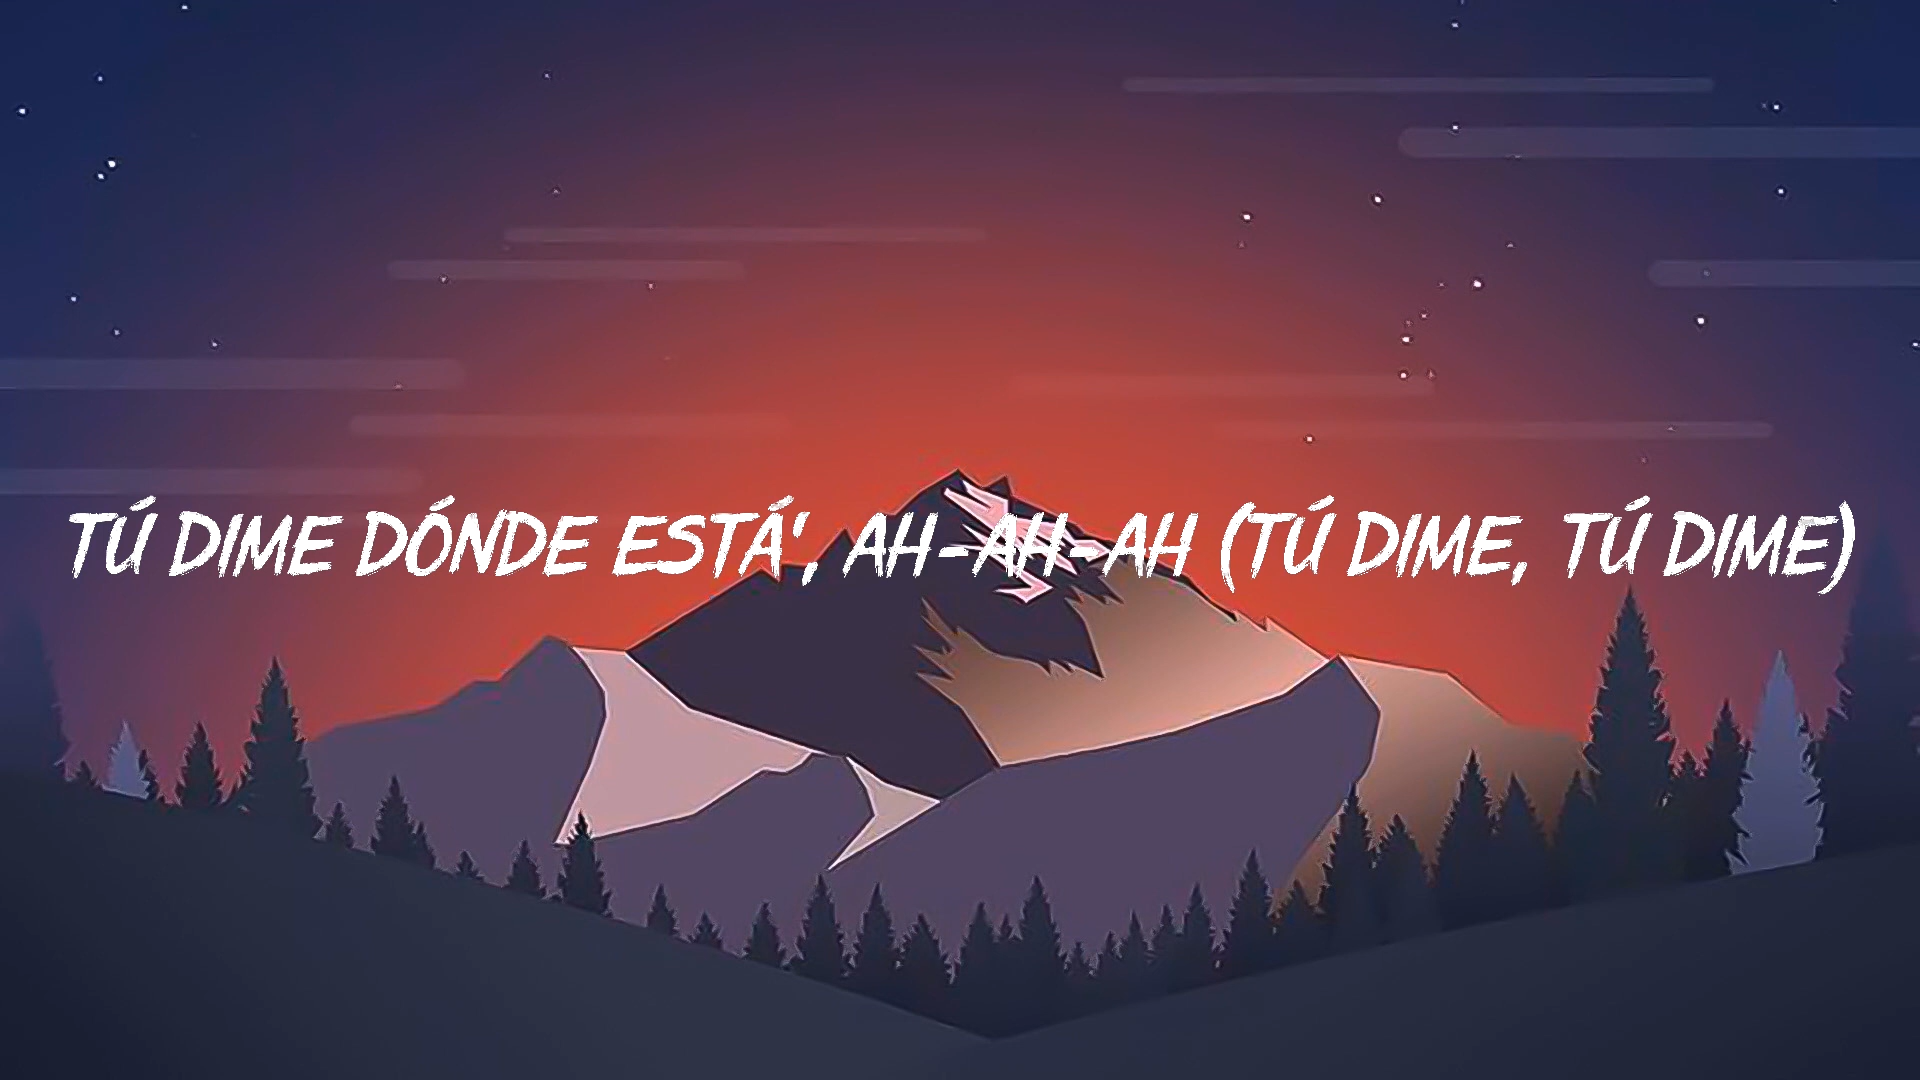 TÚ DIME DÓNDE ESTÁ', AH-AH-AH (TÚ DIME, TÚ DIME)